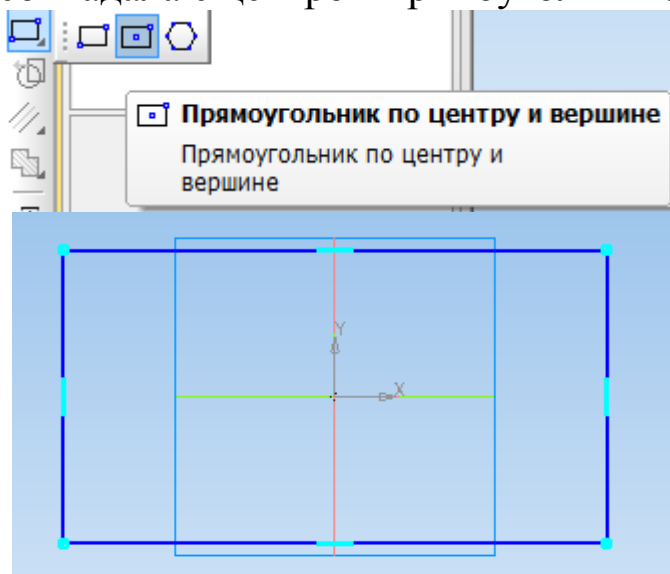 Прямоугольник по центру и вершине
Прямоугольник по центру и
вершине
Y
X